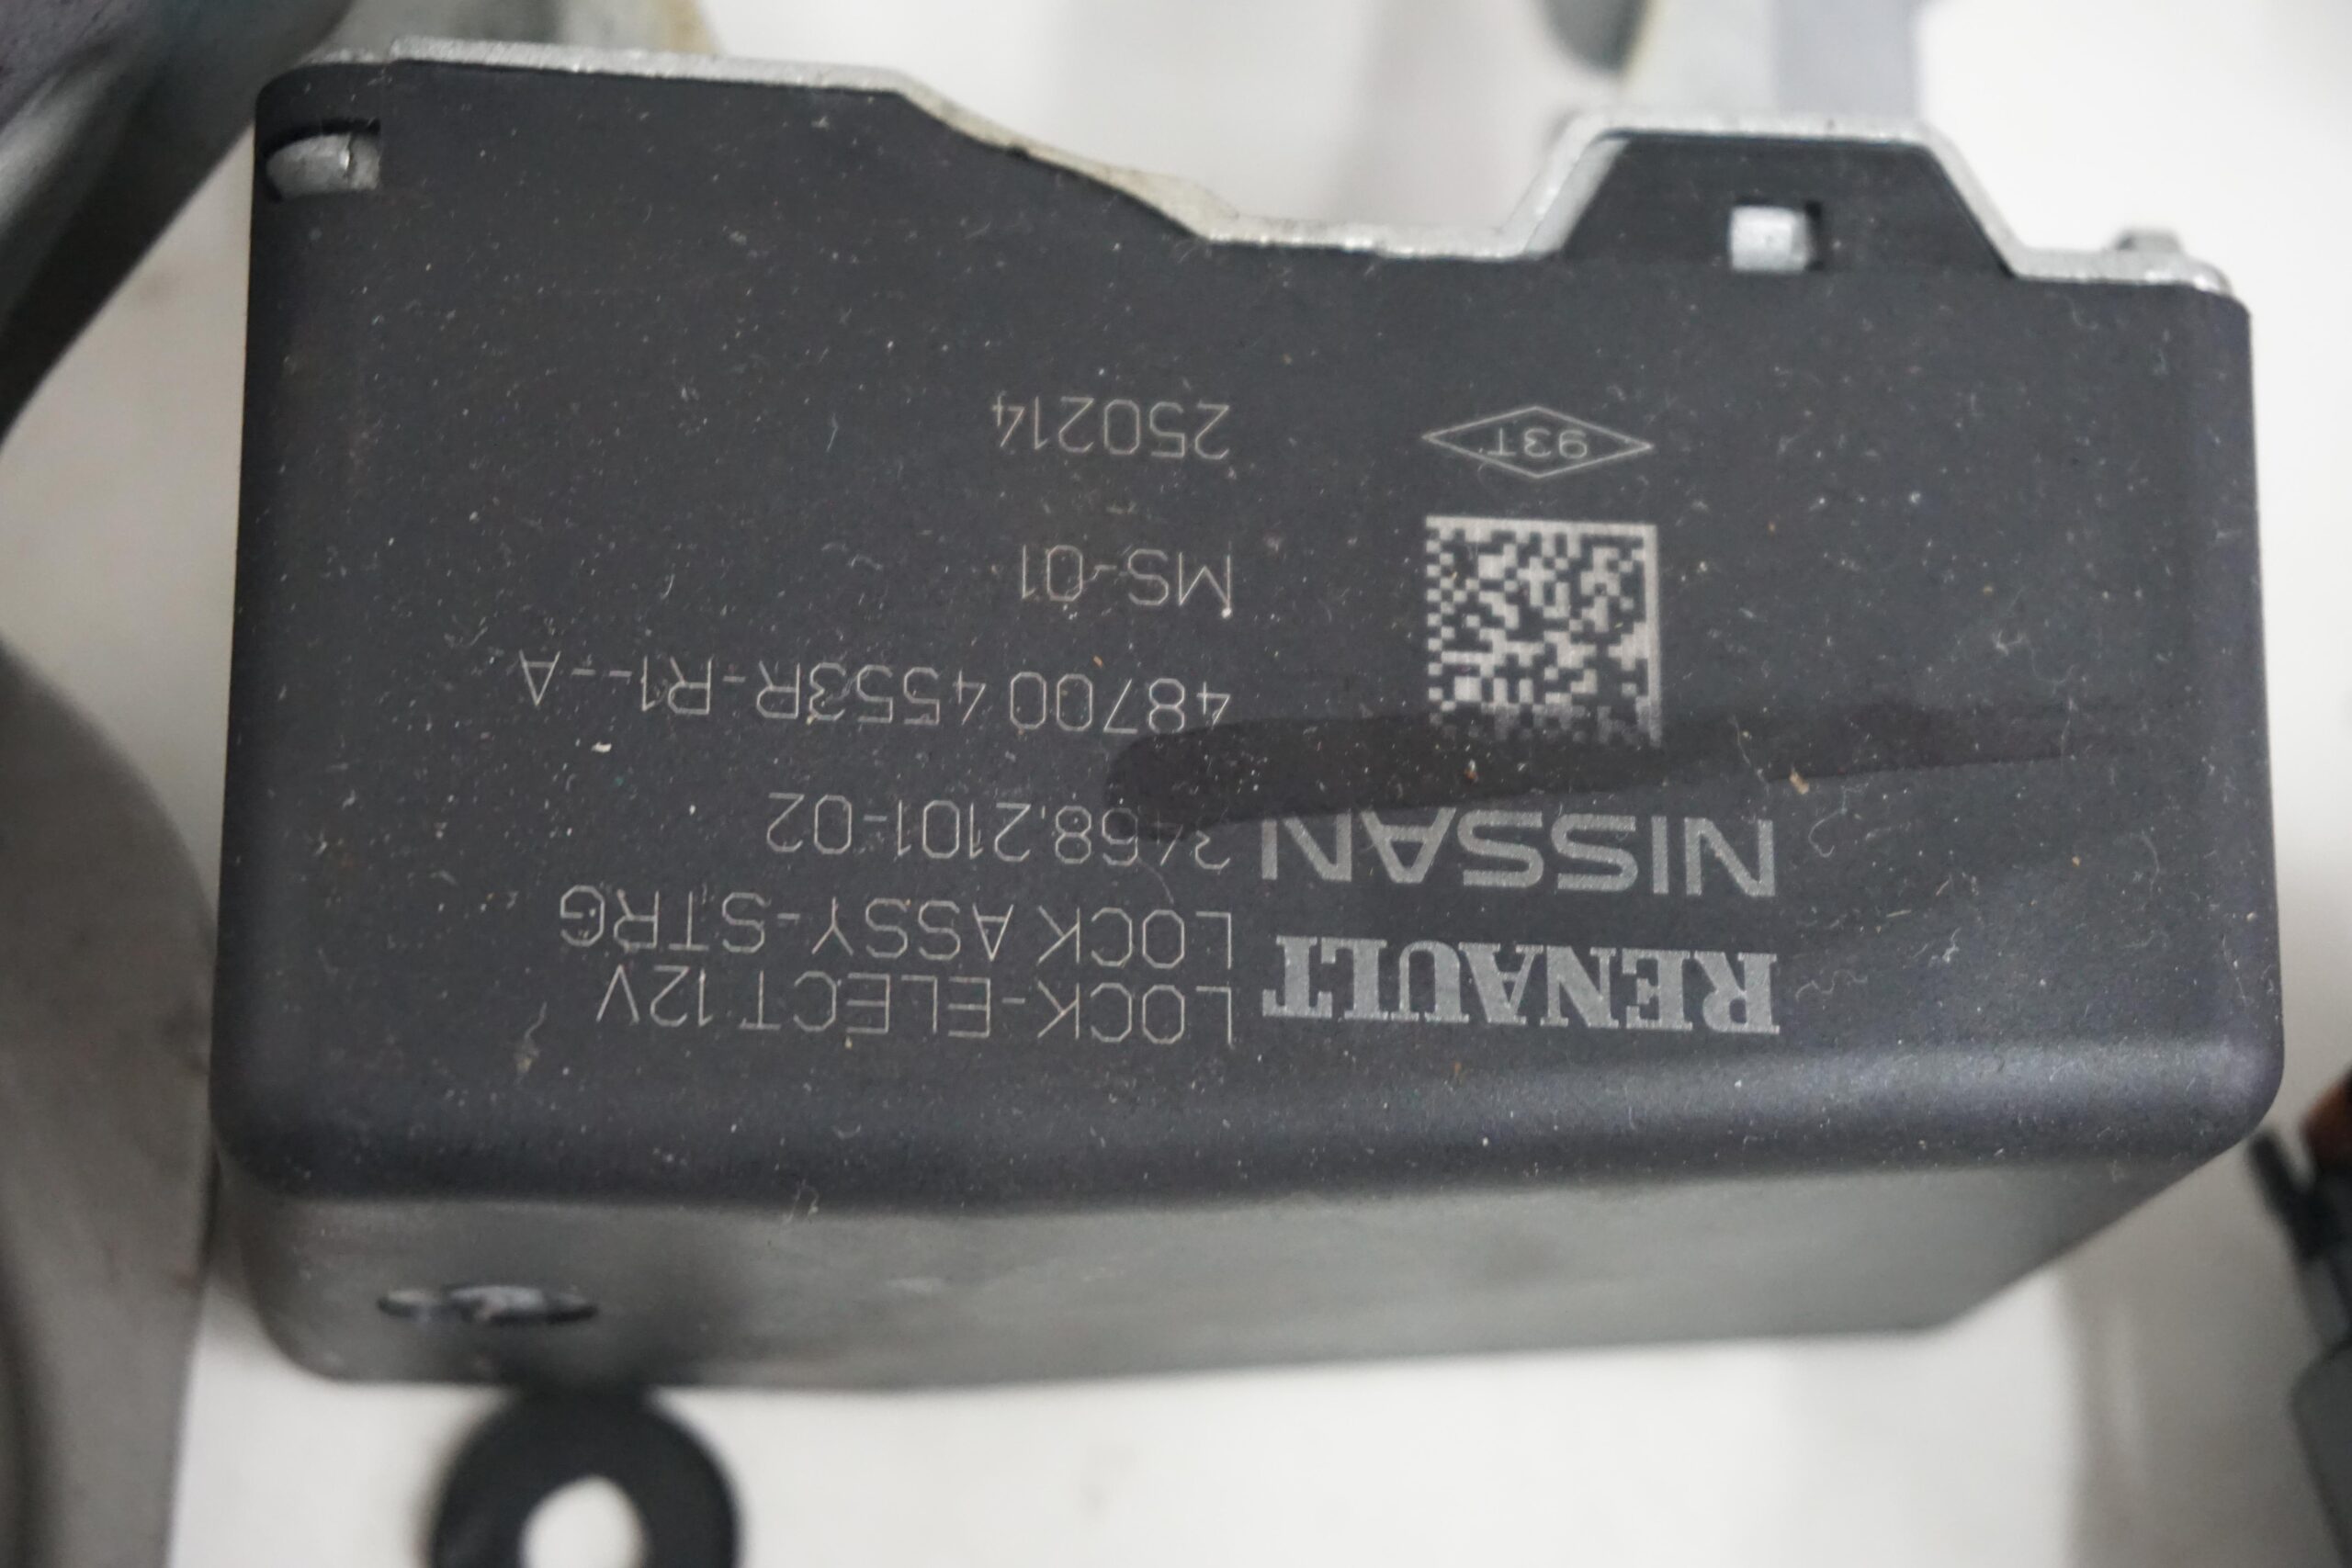 RENAULT
NISSAN
LOCK-ELECT 12V
LOCK ASSY-STRG
3468.2101-02
48700 4553R-R1--A
MS-01
250214
93T